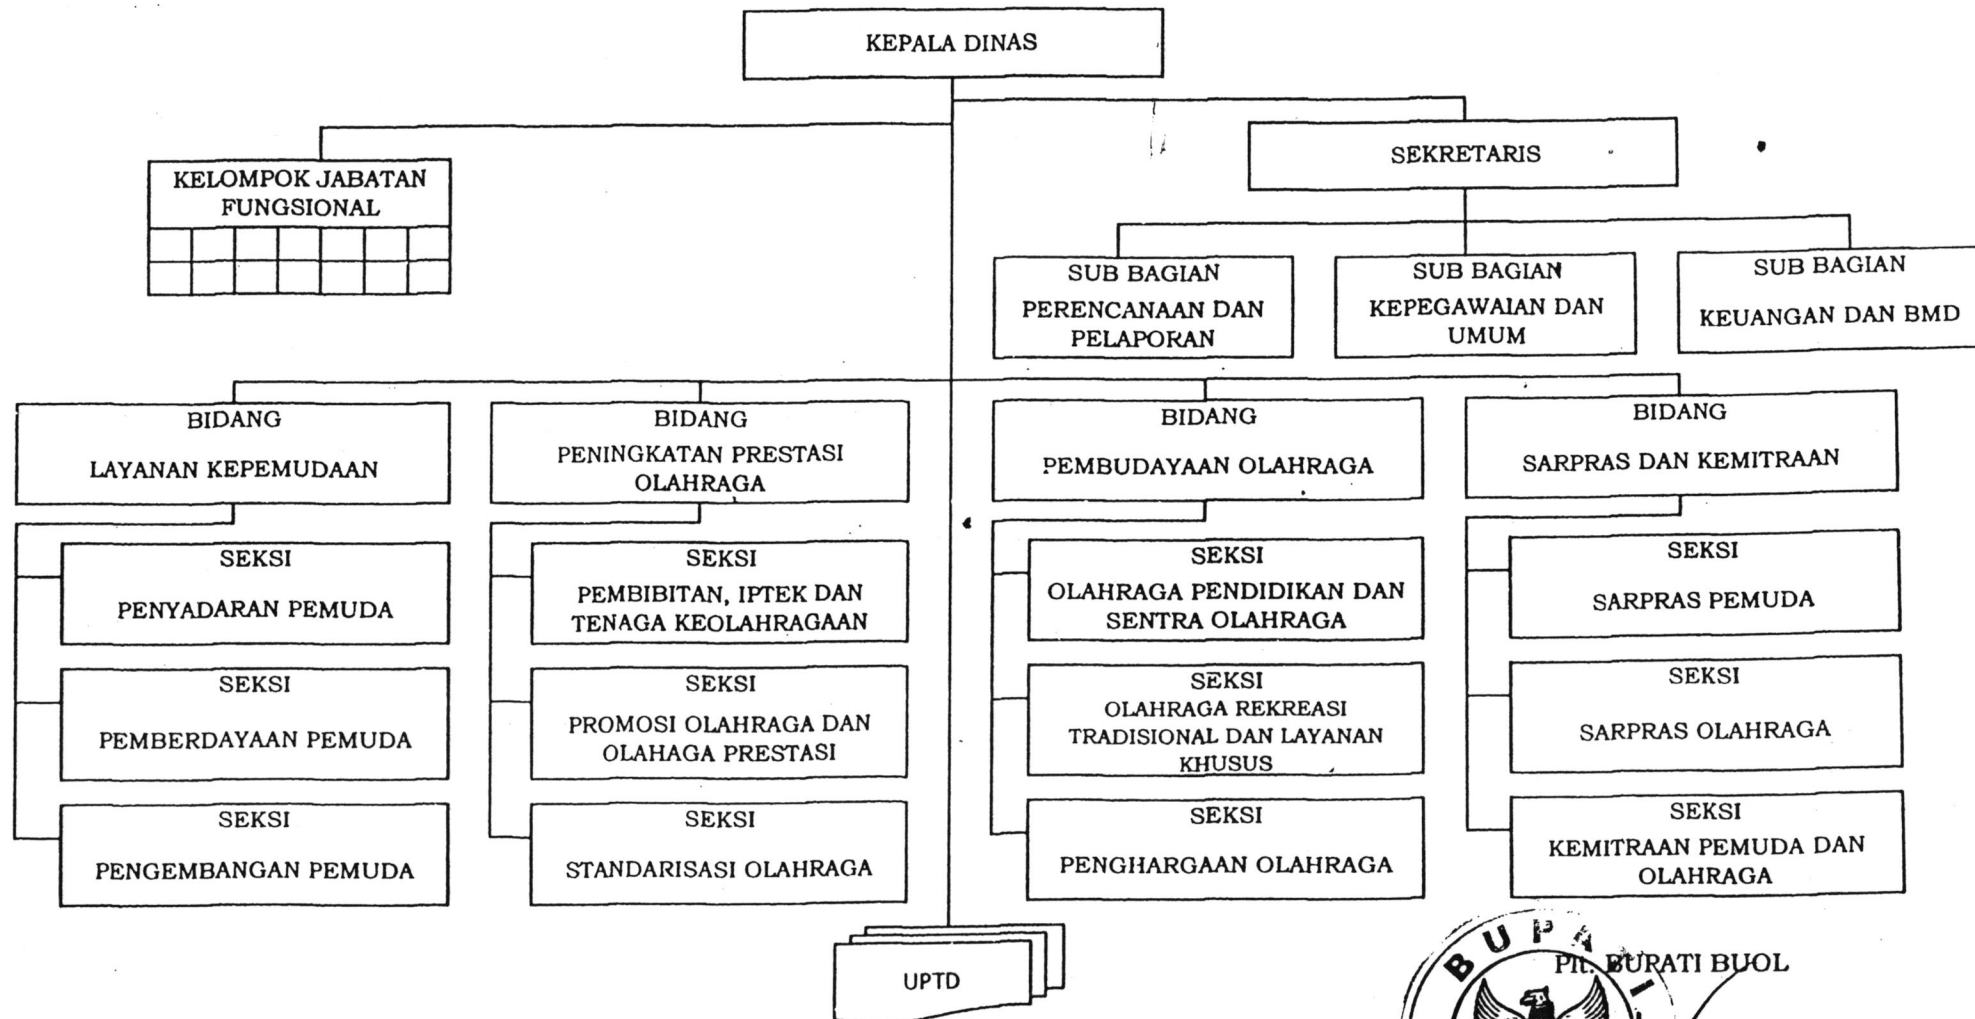 KEPALA DINAS
SEKRETARIS
KELOMPOK JABATAN
FUNGSIONAL
SUB BAGIAN
PERENCANAAN DAN
PELAPORAN
SUB BAGIAN
KEPEGAWAIAN DAN
UMUM
SUB BAGIAN
KEUANGAN DAN BMD
BIDANG
LAYANAN KEPEMUDAAN
BIDANG
PENINGKATAN PRESTASI
OLAHRAGA
BIDANG
PEMBUDAYAAN OLAHRAGA
BIDANG
SARPRAS DAN KEMITRAAN
SEKSI
PENYADARAN PEMUDA
SEKSI
PEMBERDAYAAN PEMUDA
SEKSI
PENGEMBANGAN PEMUDA
SEKSI
PEMBIBITAN, IPTEK DAN
TENAGA KEOLAHRAGAAN
SEKSI
PROMOSI OLAHRAGA DAN
OLAHAGA PRESTASI
SEKSI
STANDARISASI OLAHRAGA
SEKSI
OLAHRAGA PENDIDIKAN DAN
SENTRA OLAHRAGA
SEKSI
OLAHRAGA REKREASI
TRADISIONAL DAN LAYANAN
KHUSUS
SEKSI
PENGHARGAAN OLAHRAGA
SEKSI
SARPRAS PEMUDA
SEKSI
SARPRAS OLAHRAGA
SEKSI
KEMITRAAN PEMUDA DAN
OLAHRAGA
UPTD
Plt. BUPATI BUOL
BUPATI